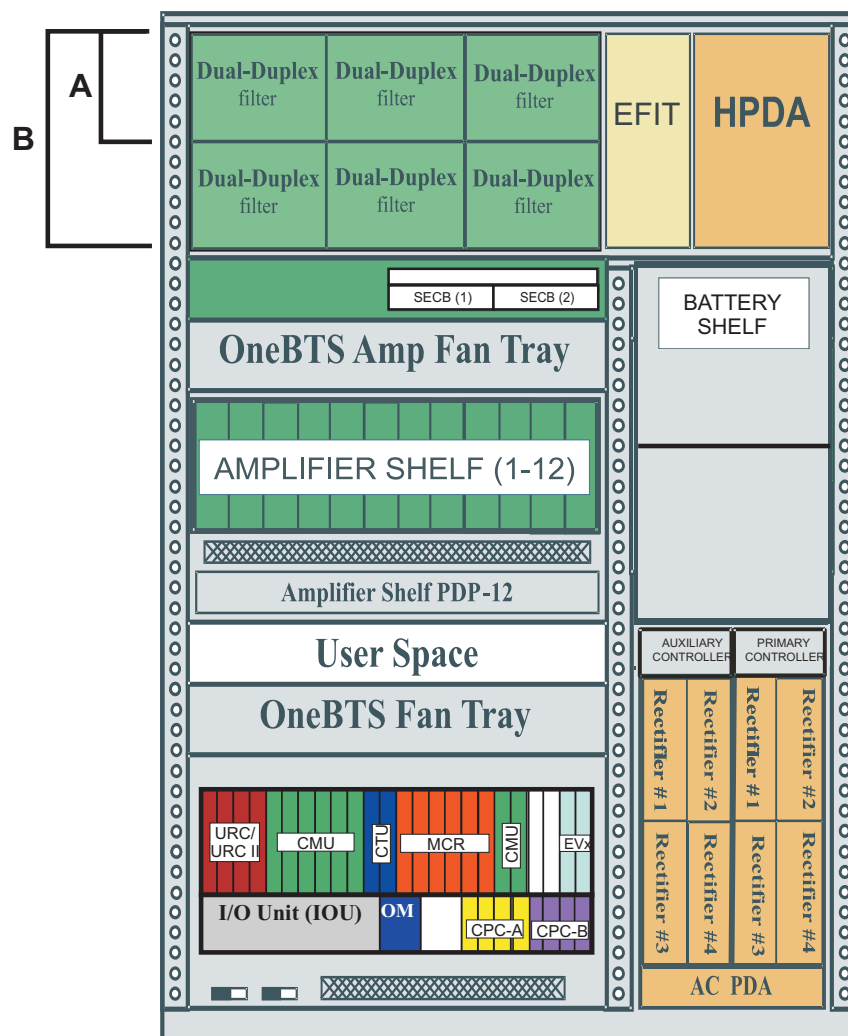 A
B
Dual-Duplex
filter
Dual-Duplex
filter
Dual-Duplex
filter
EFIT
HPDA
Dual-Duplex
filter
Dual-Duplex
filter
Dual-Duplex
filter
SECB (1)
SECB (2)
BATTERY
SHELF
OneBTS Amp Fan Tray
AMPLIFIER SHELF (1-12)
Amplifier Shelf PDP-12
User Space
AUXILIARY
CONTROLLER
PRIMARY
CONTROLLER
OneBTS Fan Tray
Rectifier #1
Rectifier #2
Rectifier #1
Rectifier #2
URC/
URC II
CMU
CTU
MCR
CMU
EVx
Rectifier #3
Rectifier #4
Rectifier #3
Rectifier #4
I/O Unit (IOU)
OM
CPC-A
CPC-B
AC PDA